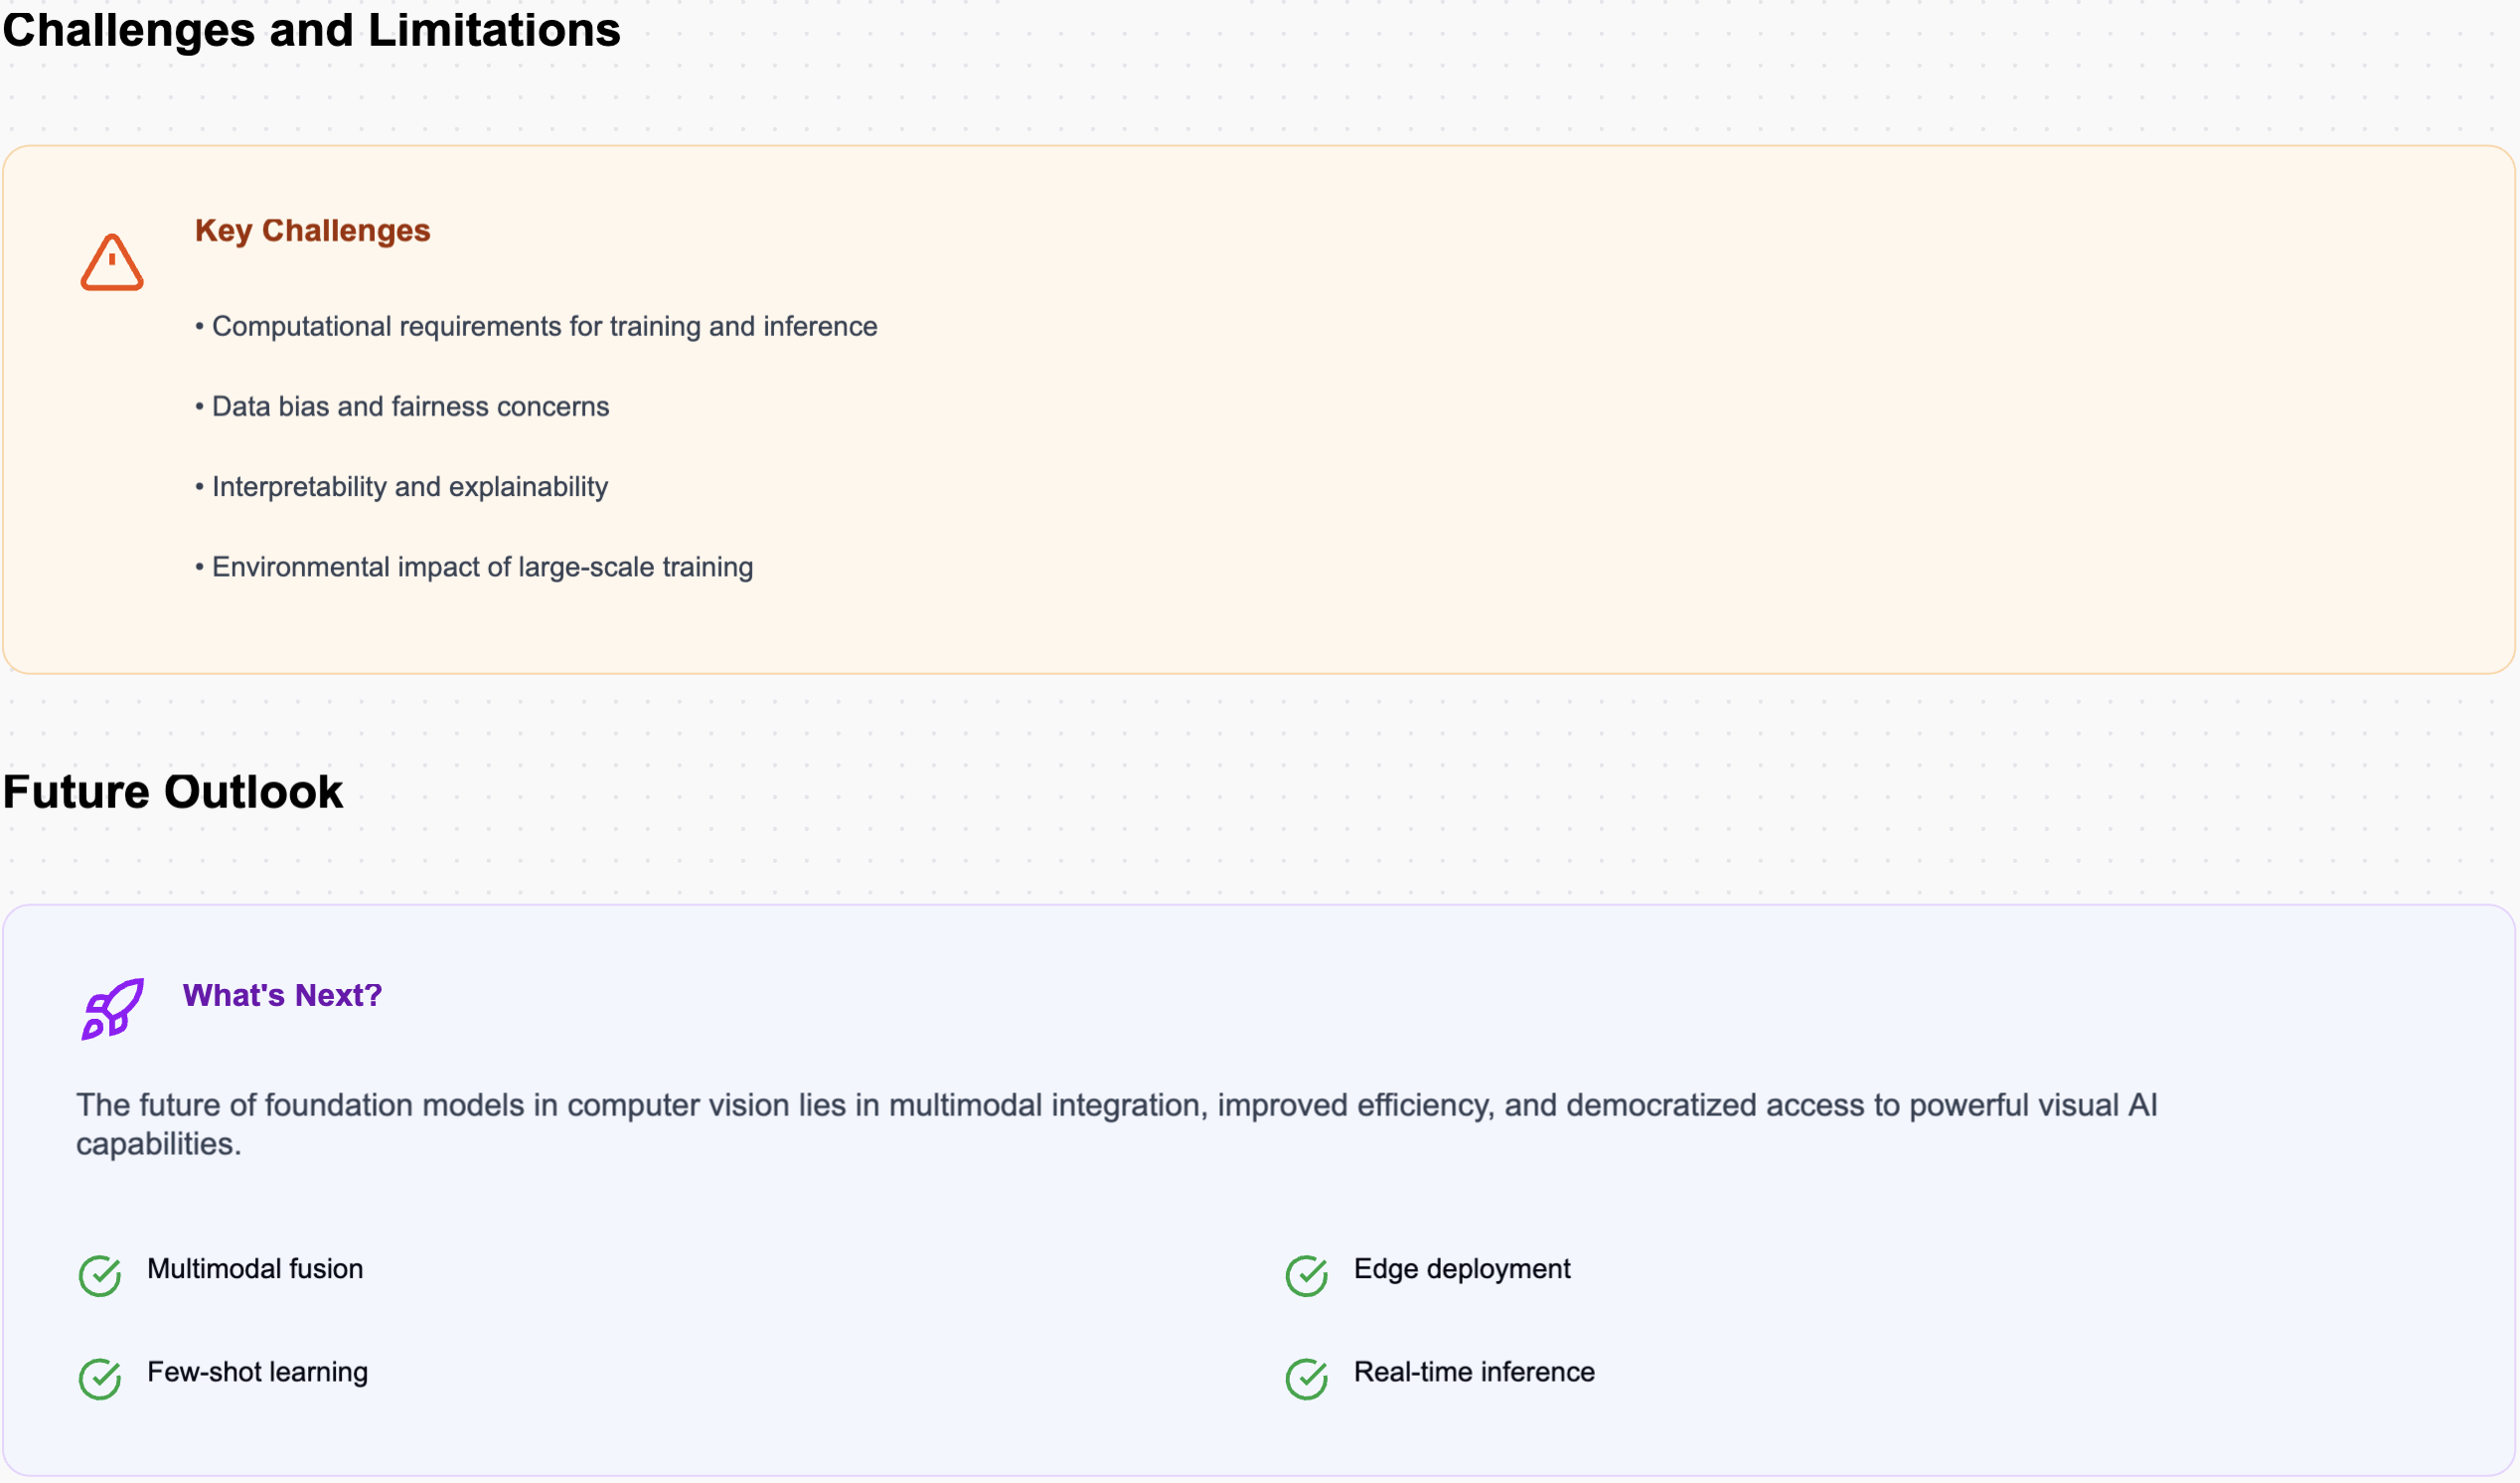 Challenges and Limitations
Key Challenges
• Computational requirements for training and inference
• Data bias and fairness concerns
• Interpretability and explainability
• Environmental impact of large-scale training
Future Outlook
What's Next?
The future of foundation models in computer vision lies in multimodal integration, improved efficiency, and democratized access to powerful visual AI
capabilities.
Multimodal fusion
Edge deployment
Few-shot learning
Real-time inference